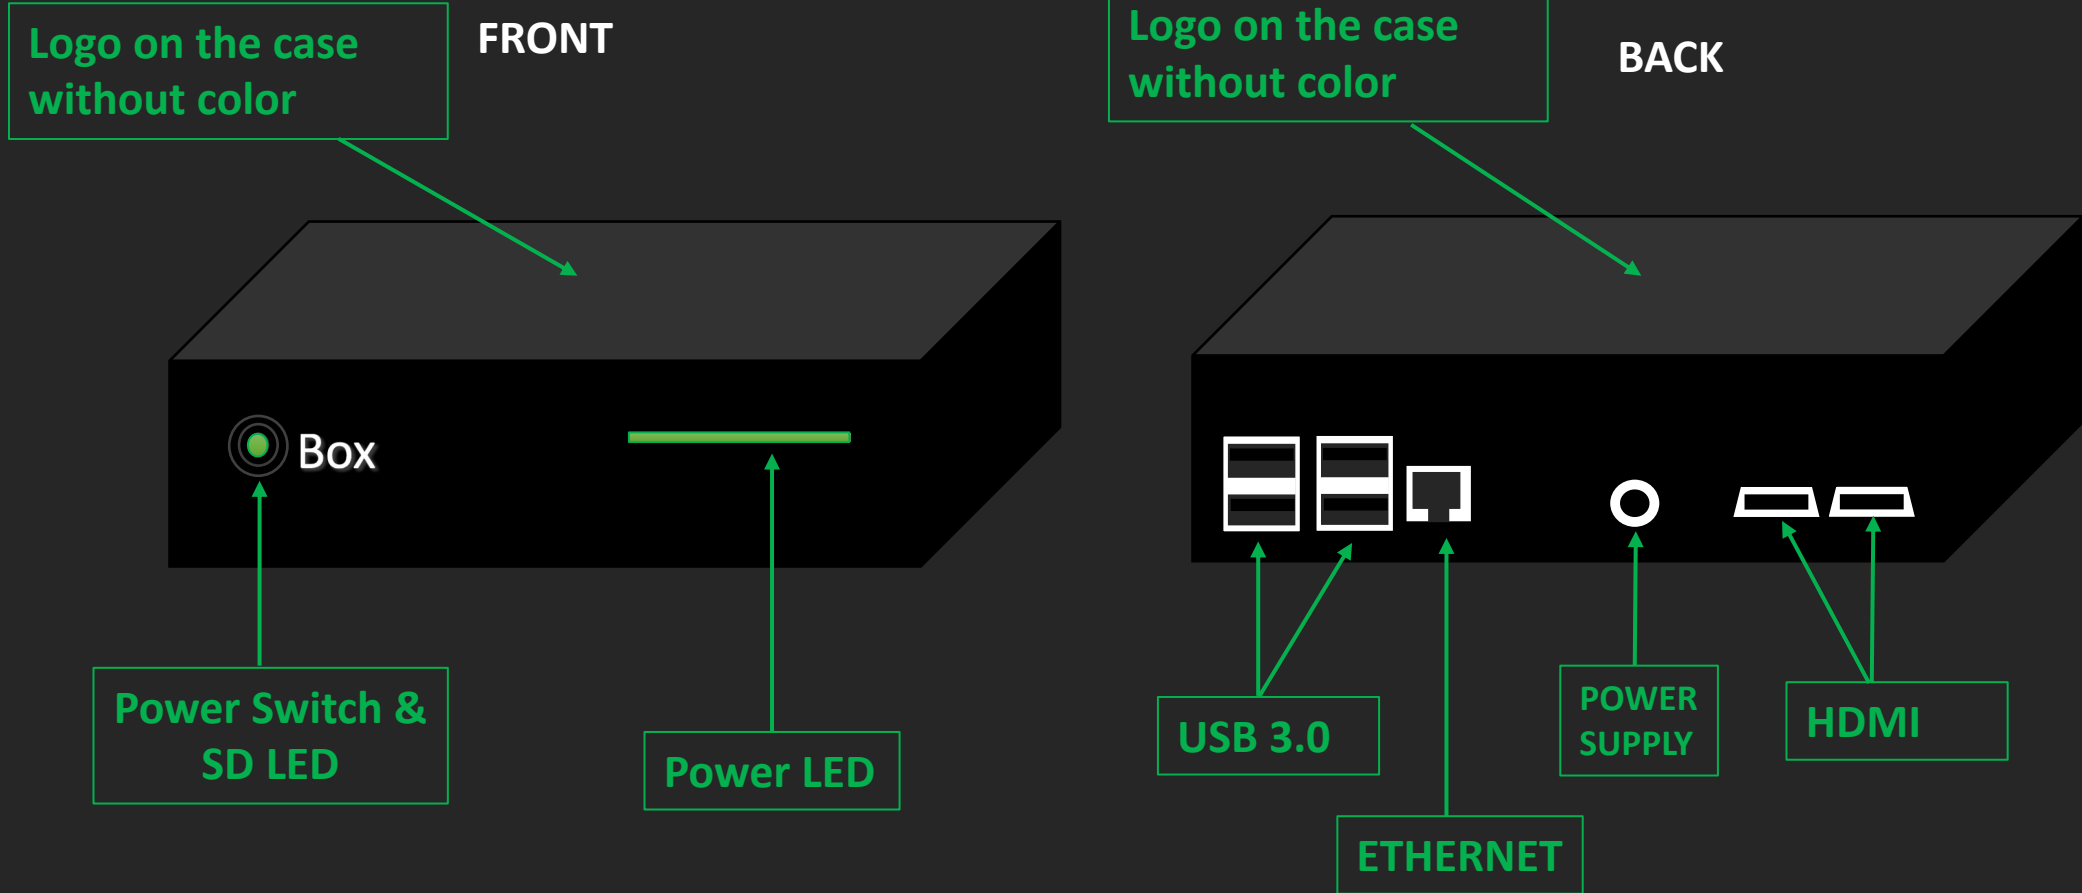 Logo on the case
without color
FRONT
Logo on the case
without color
BACK
Box
Power Switch &
SD LED
Power LED
USB 3.0
POWER
SUPPLY
HDMI
ETHERNET